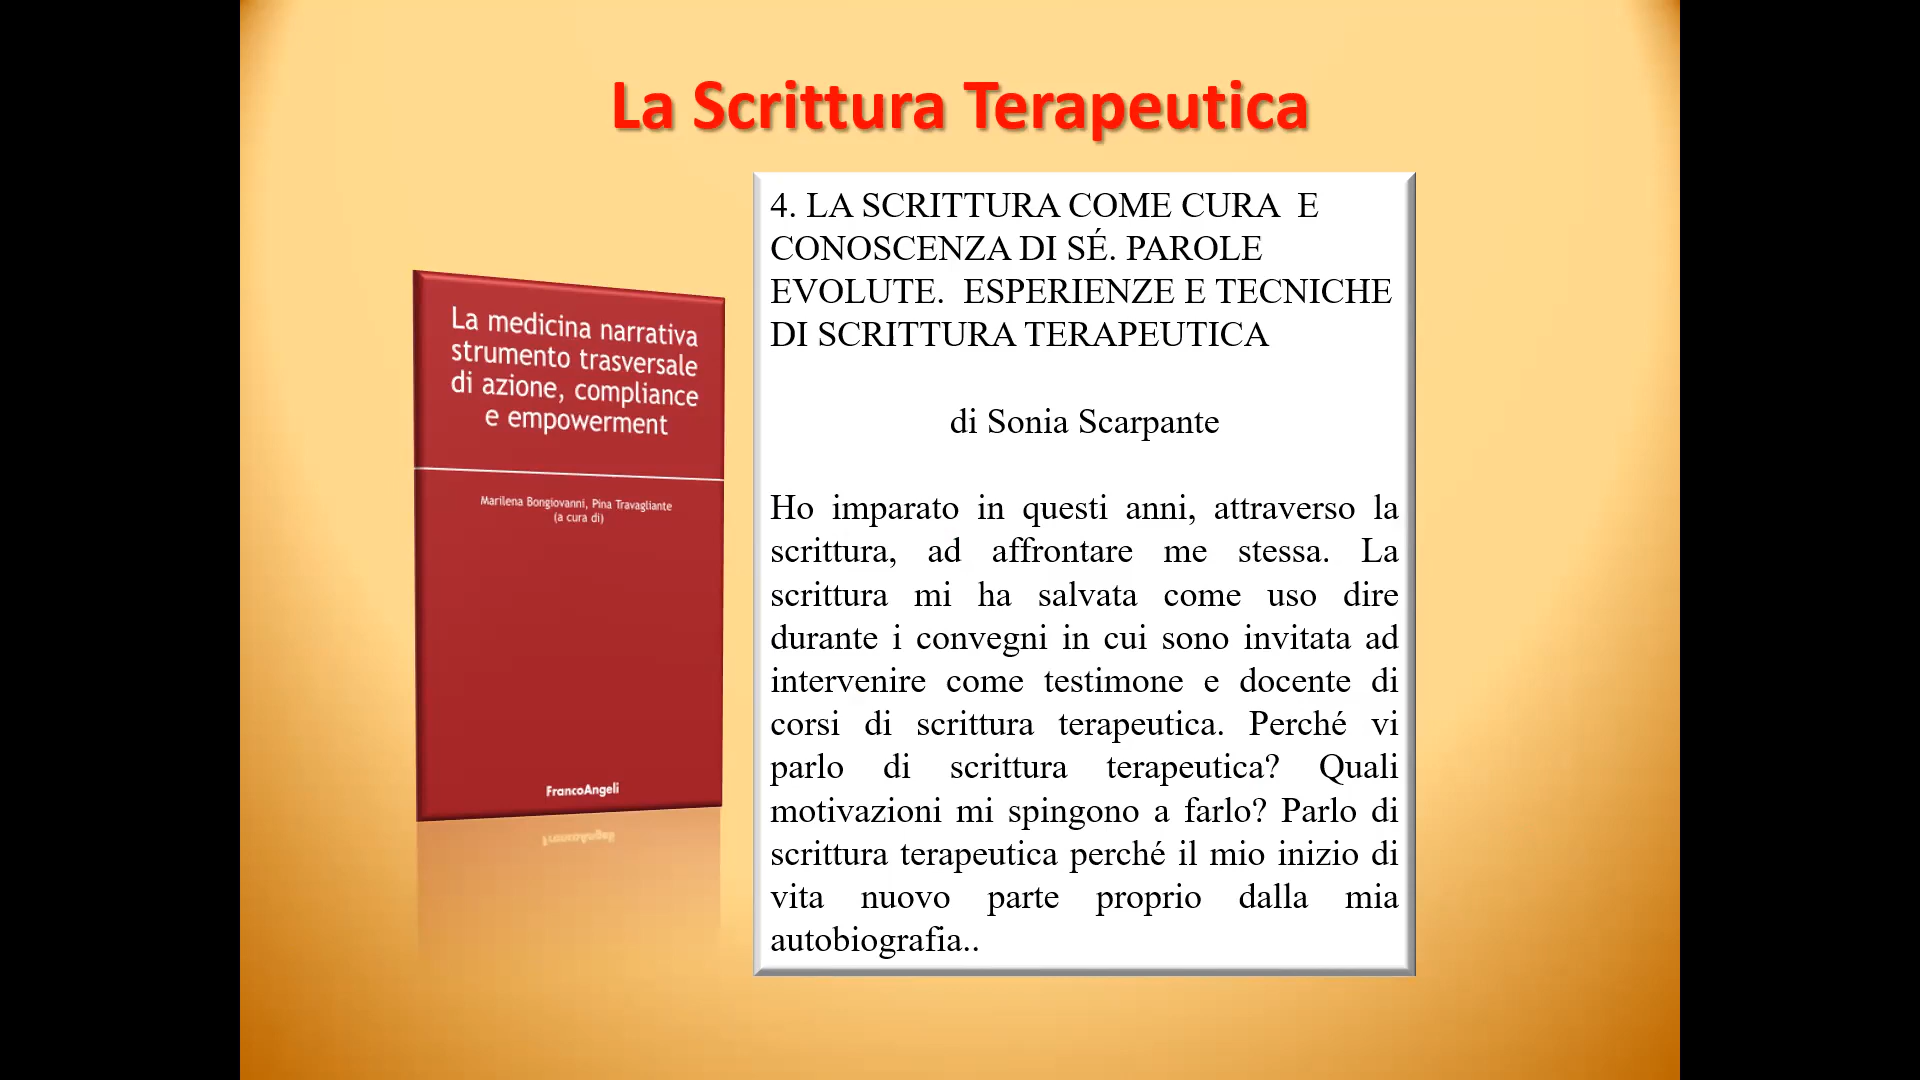 La Scrittura Terapeutica
La medicina narrativa
strumento trasversale
di azione, compliance
e empowerment
Marilena Bongiovanni, Pina Travagliante
(a cura di)
FrancoAngeli
4. LA SCRITTURA COME CURA  E
CONOSCENZA DI SÉ. PAROLE
EVOLUTE.  ESPERIENZE E TECNICHE
DI SCRITTURA TERAPEUTICA
di Sonia Scarpante
Ho imparato in questi anni, attraverso la
scrittura, ad affrontare me stessa. La
scrittura mi ha salvata come uso dire
durante i convegni in cui sono invitata ad
intervenire come testimone e docente di
corsi di scrittura terapeutica. Perché vi
parlo di scrittura terapeutica? Quali
motivazioni mi spingono a farlo? Parlo di
scrittura terapeutica perché il mio inizio di
vita nuovo parte proprio dalla mia
autobiografia..